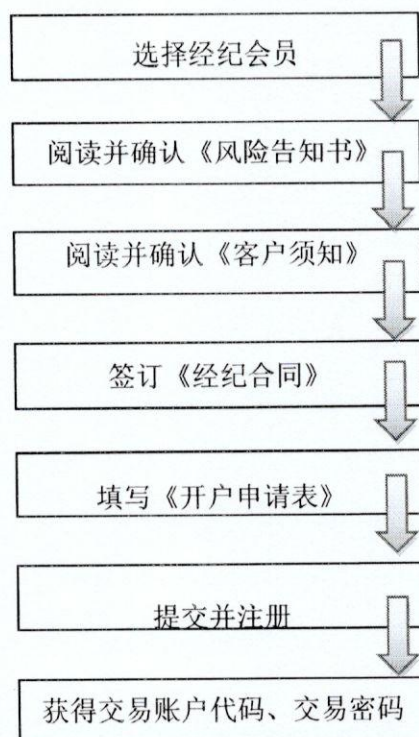 选择经纪会员
阅读并确认《风险告知书》
阅读并确认《客户须知》
签订《经纪合同》
填写《开户申请表》
提交并注册
获得交易账户代码、交易密码